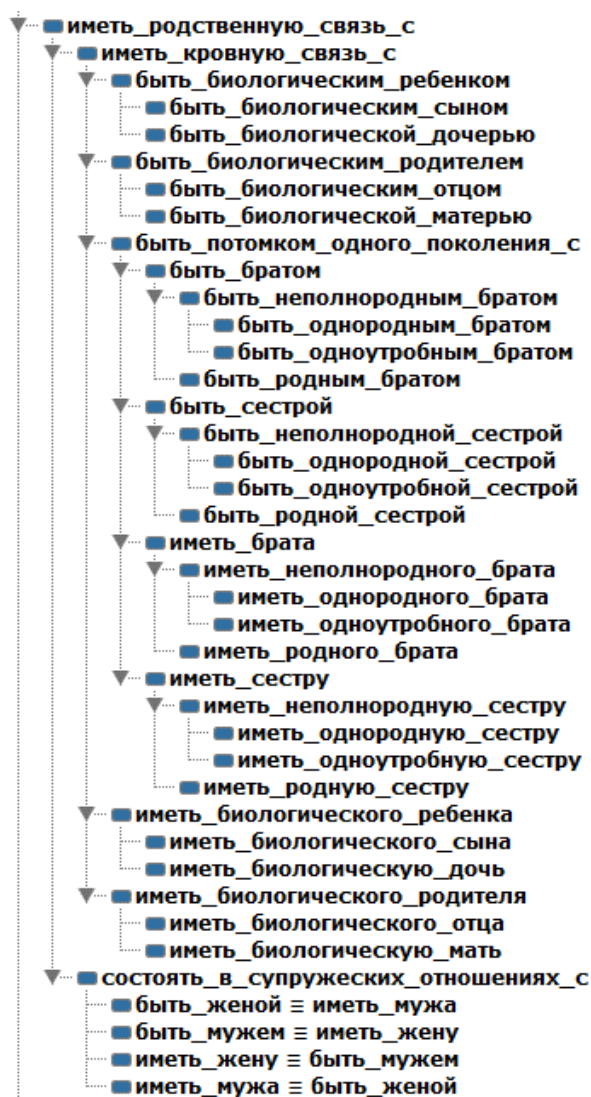 иметь_родственную_связь_с
иметь_кровную_связь_с
быть_биологическим_ребенком
быть_биологическим_сыном
быть_биологической_дочерью
быть_биологическим_родителем
быть_биологическим_отцом
быть_биологической_матерью
быть_потомком_одного_поколения_с
быть_братом
быть_неполнородным_братом
быть_однородным_братом
быть_одноутробным_братом
быть_родным_братом
быть_сестрой
быть_неполнородной_сестрой
быть_однородной_сестрой
быть_одноутробной_сестрой
быть_родной_сестрой
иметь_брата
иметь_неполнородного_брата
иметь_однородного_брата
иметь_одноутробного_брата
иметь_родного_брата
иметь_сестру
иметь_неполнородную_сестру
иметь_однородную_сестру
иметь_одноутробную_сестру
иметь_родную_сестру
иметь_биологического_ребенка
иметь_биологического_сына
иметь_биологическую_дочь
иметь_биологического_родителя
иметь_биологического_отца
иметь_биологическую_мать
состоять_в_супружеских_отношениях_с
быть_женой ≡ иметь_мужа
быть_мужем ≡ иметь_жену
иметь_жену ≡ быть_мужем
иметь_мужа ≡ быть_женой